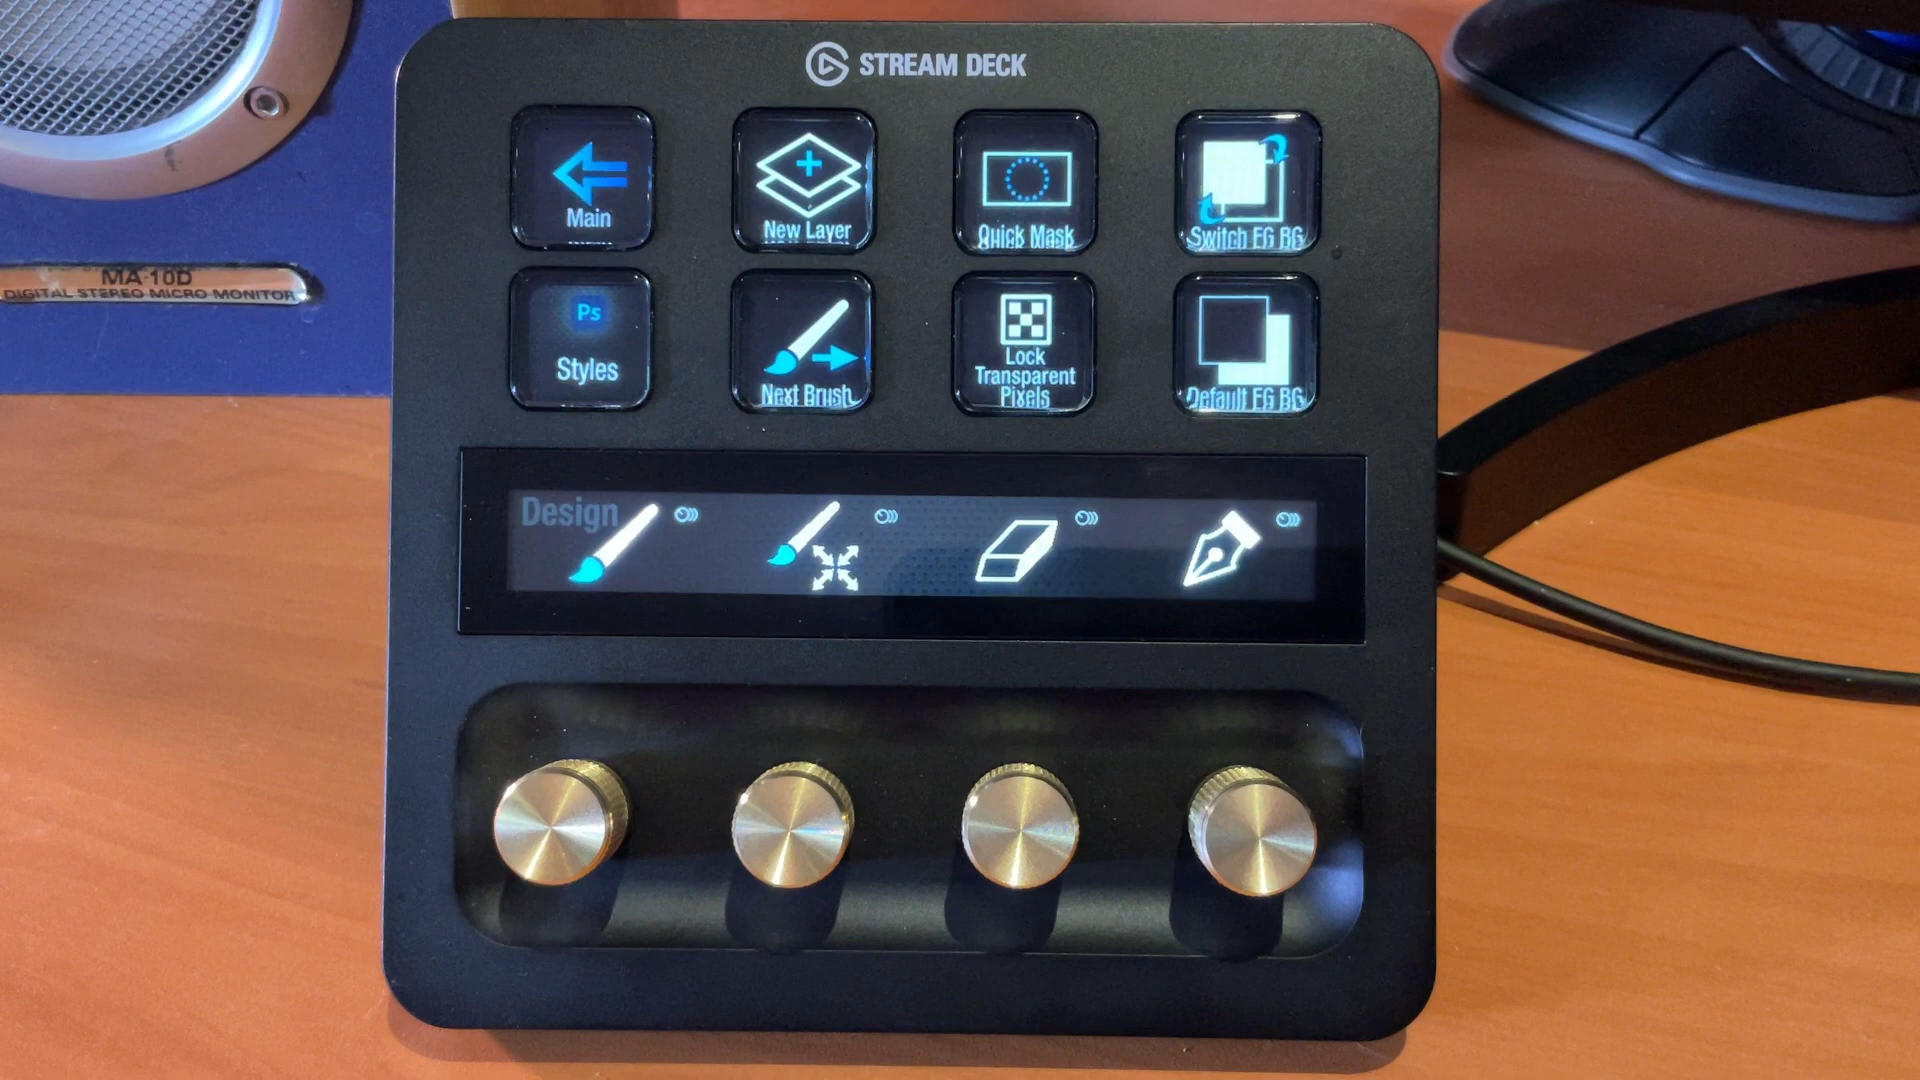 STREAM DECK
Main
New Layer
Quick Mask
Switch FG BG
MA-10D
DIGITAL STEREO MICRO MONITOR
Ps
Styles
Next Brush
Lock
Transparent
Pixels
Default FG BG
Design